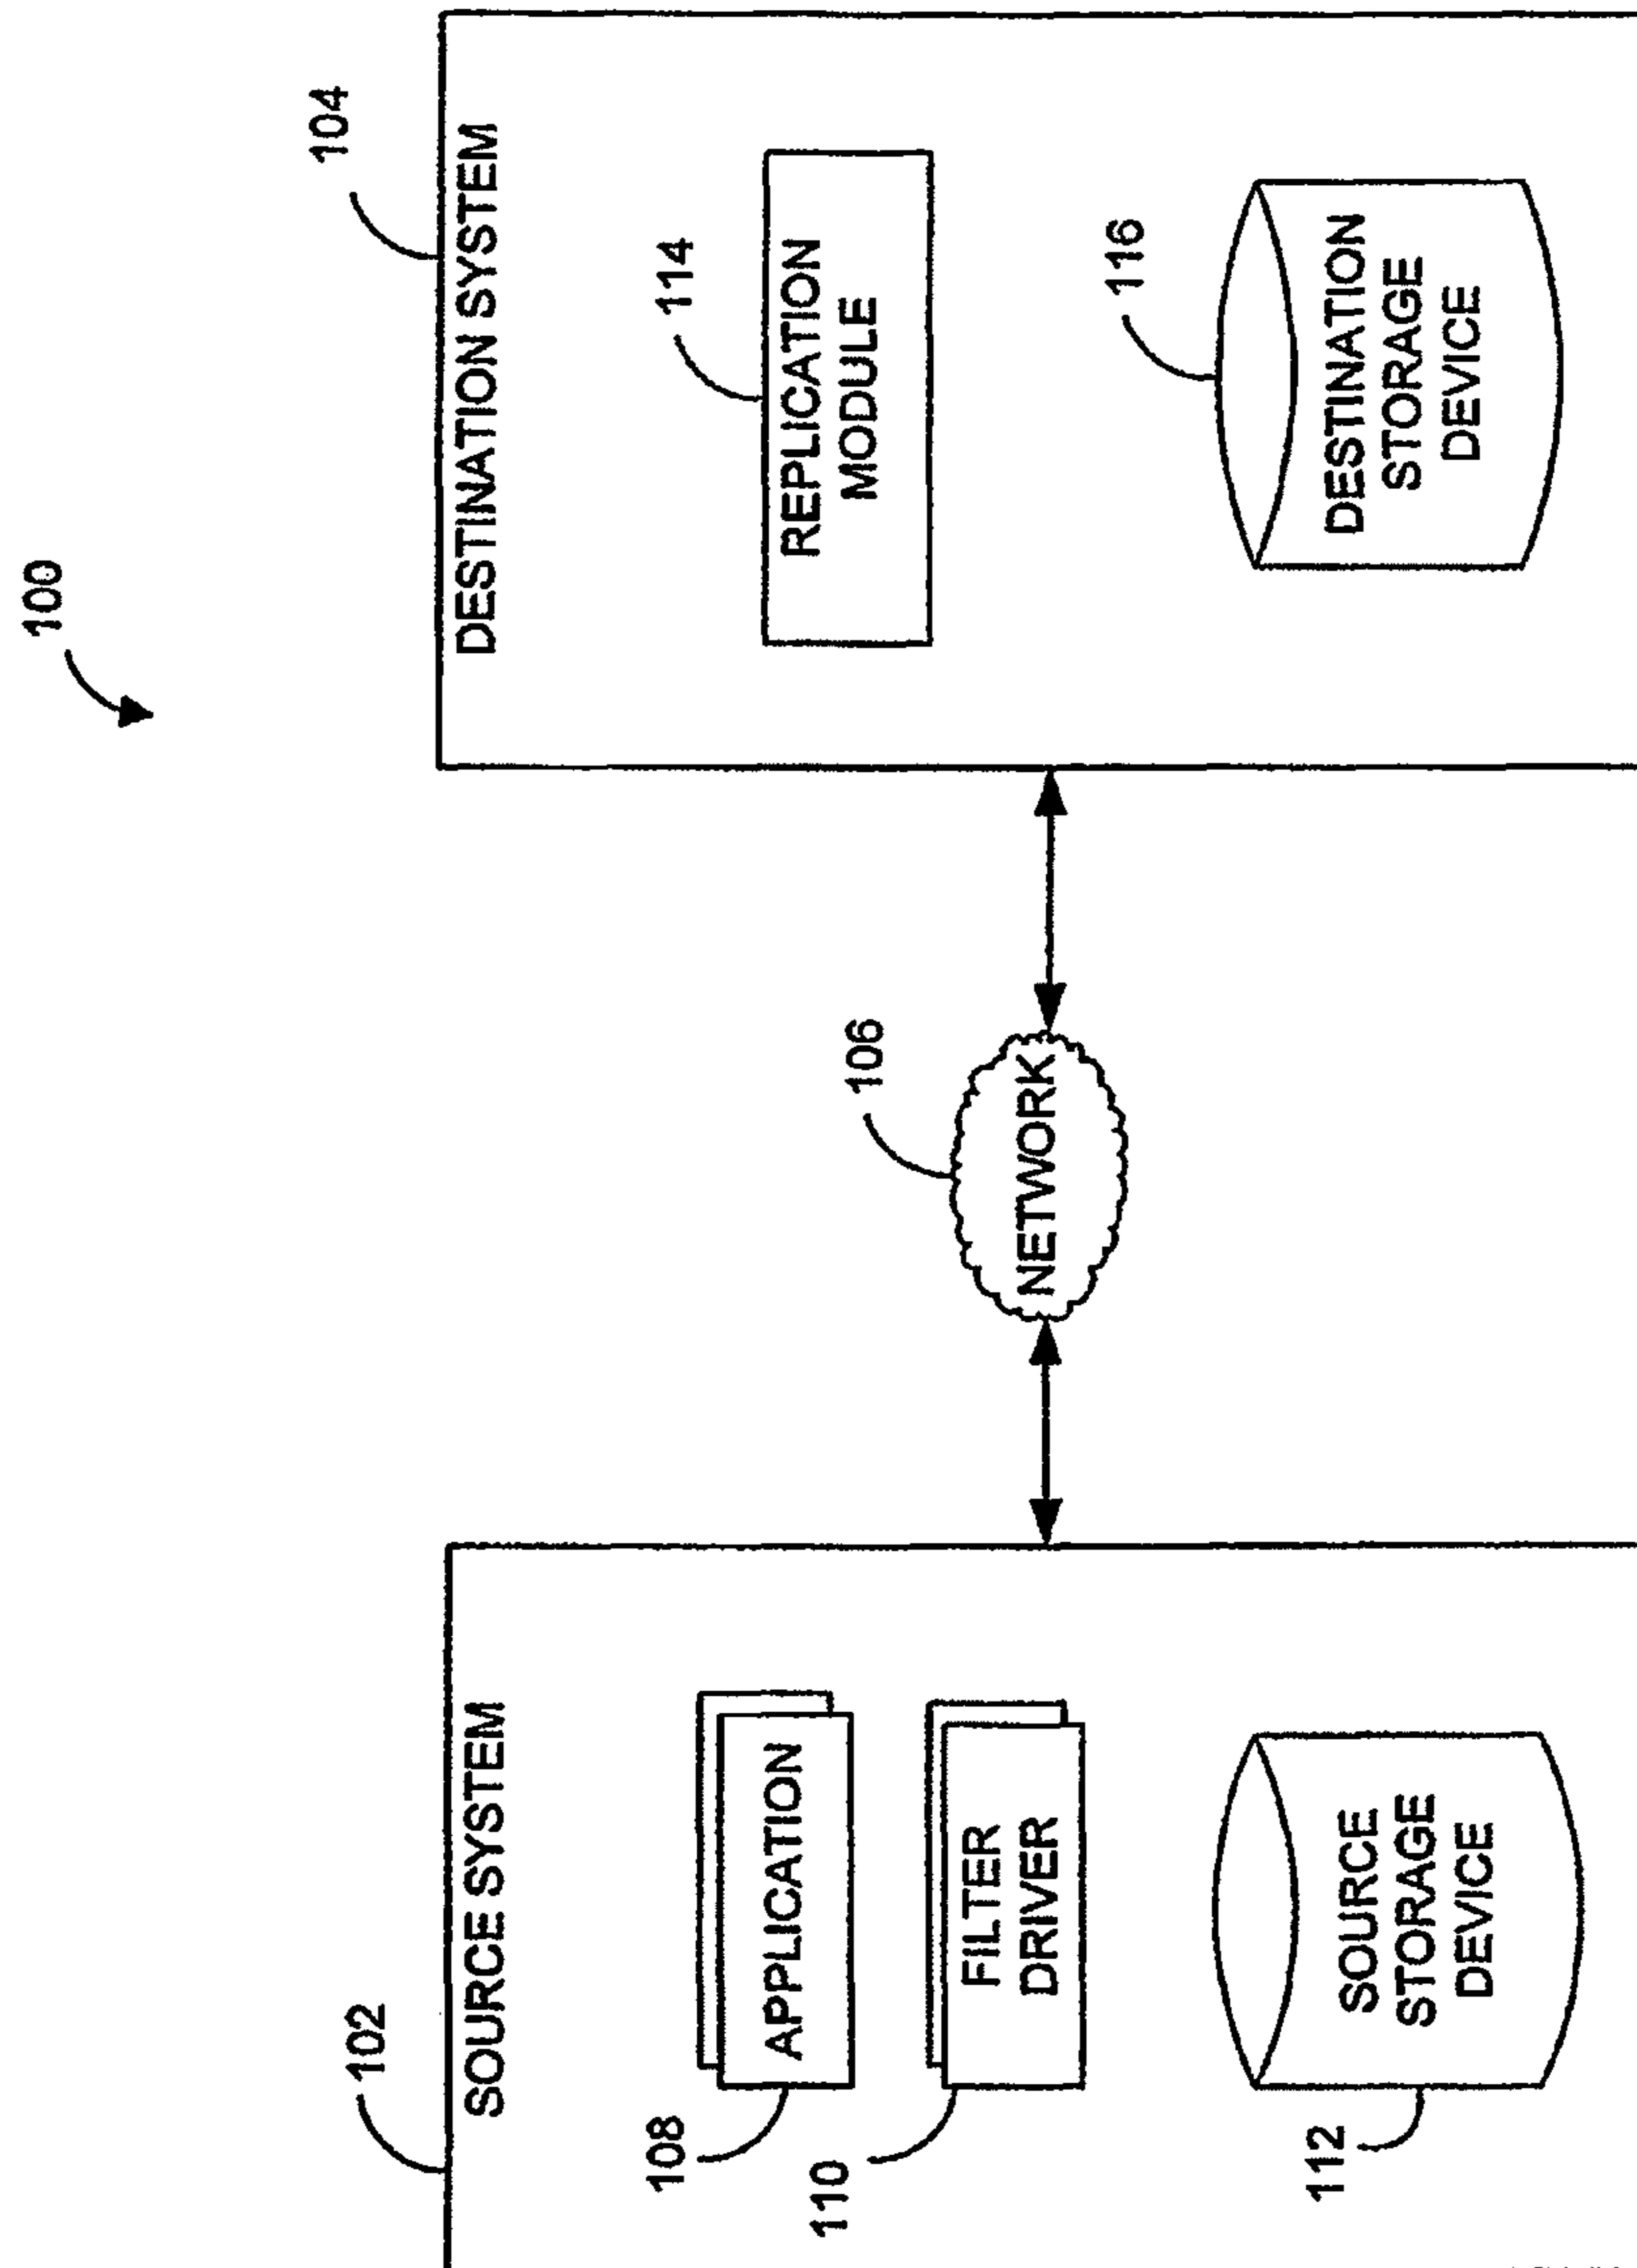 100
102
SOURCE SYSTEM
108
APPLICATION
110
FILTER
DRIVER
112
SOURCE
STORAGE
DEVICE
106
NETWORK
104
DESTINATION SYSTEM
114
REPLICATION
MODULE
116
DESTINATION
STORAGE
DEVICE